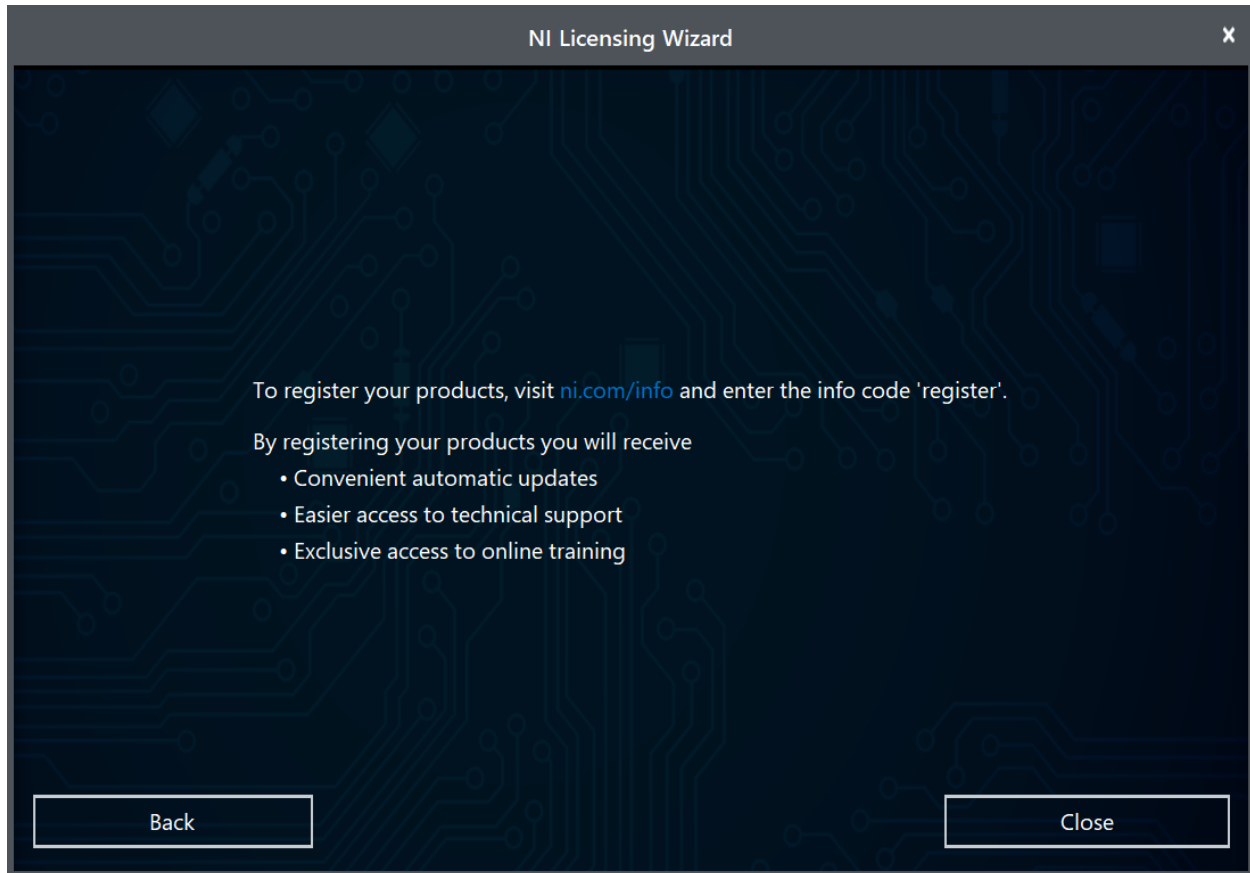 NI Licensing Wizard
x
To register your products, visit ni.com/info and enter the info code 'register'.
By registering your products you will receive
• Convenient automatic updates
• Easier access to technical support
• Exclusive access to online training
Back
Close